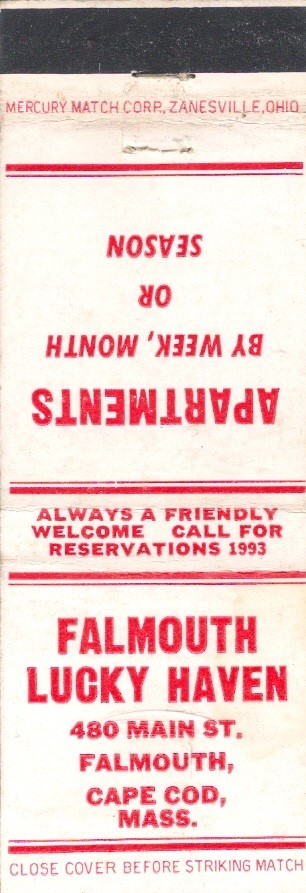 MERCURY MATCH CORP., ZANESVILLE, OHIO
APARTMENTS
BY WEEK, MONTH
OR
SEASON
ALWAYS A FRIENDLY
WELCOME CALL FOR
RESERVATIONS 1993
FALMOUTH
LUCKY HAVEN
480 MAIN ST.
FALMOUTH,
CAPE COD,
MASS.
CLOSE COVER BEFORE STRIKING MATCH